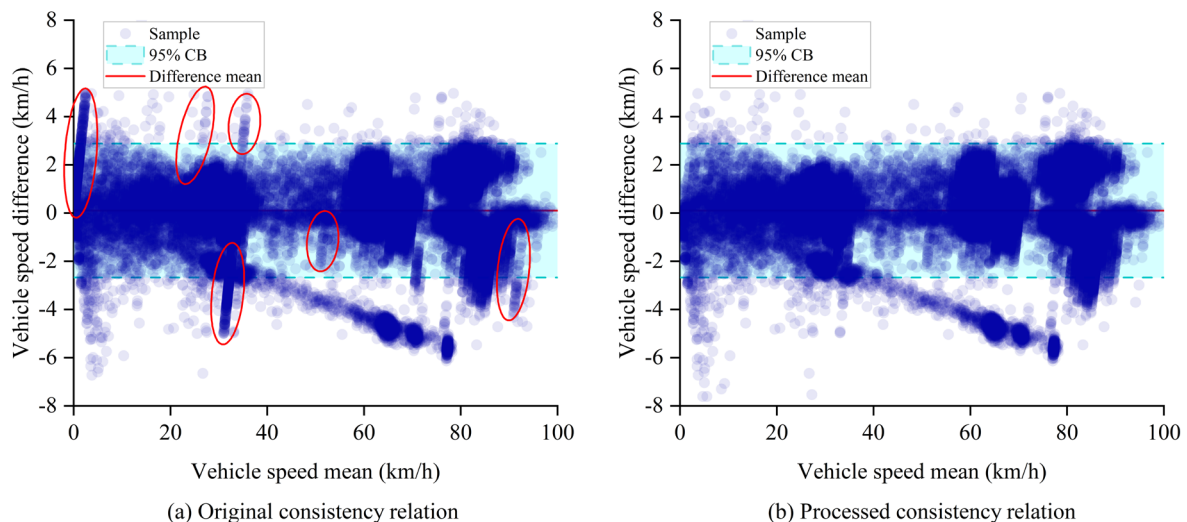 8
6
4
2
0
-2
-4
-6
-8
Vehicle speed difference (km/h)
Sample
95% CB
Difference mean
0 20 40 60 80 100
Vehicle speed mean (km/h)
(a) Original consistency relation
8
6
4
2
0
-2
-4
-6
-8
Vehicle speed difference (km/h)
Sample
95% CB
Difference mean
0 20 40 60 80 100
Vehicle speed mean (km/h)
(b) Processed consistency relation